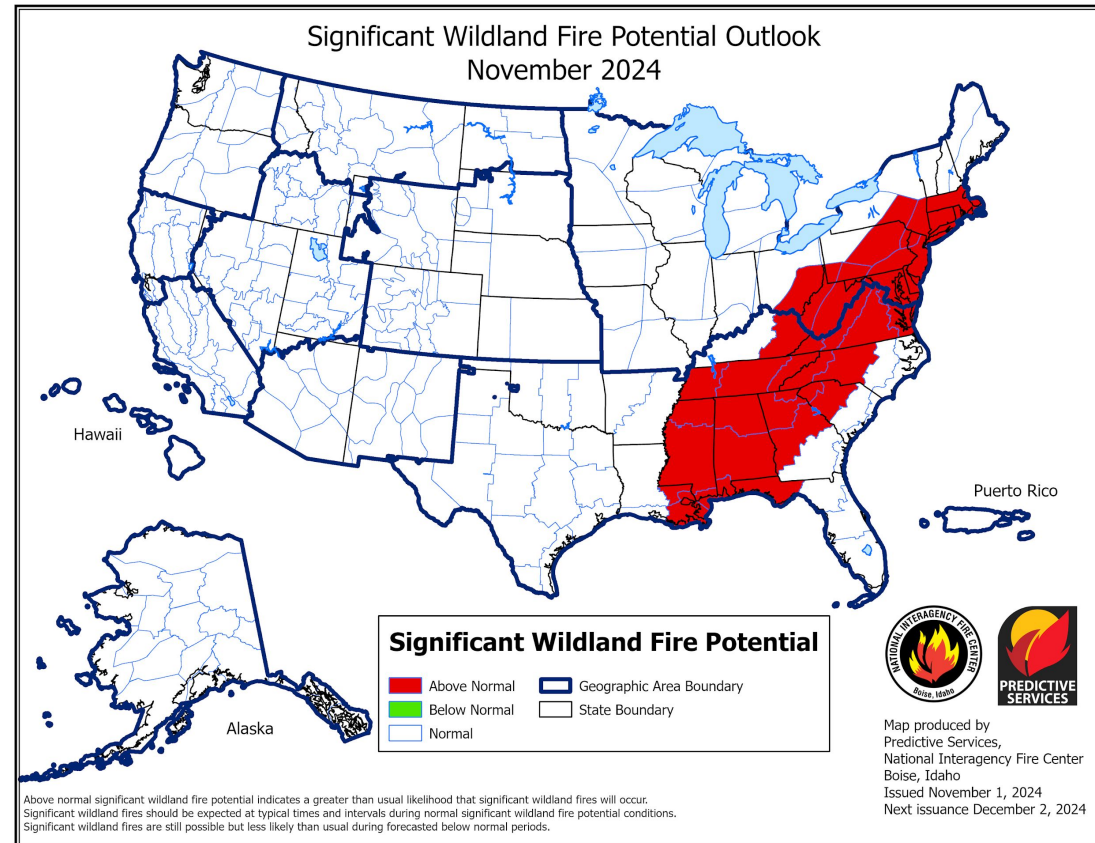 Significant Wildland Fire Potential Outlook
November 2024
Hawaii
Puerto Rico
Alaska
Significant Wildland Fire Potential
Above Normal
Geographic Area Boundary
Below Normal
State Boundary
Normal
NATIONAL INTERAGENCY FIRE CENTER
Boise, Idaho
PREDICTIVE
SERVICES
Map produced by
Predictive Services,
National Interagency Fire Center
Boise, Idaho
Issued November 1, 2024
Next issuance December 2, 2024
Above normal significant wildland fire potential indicates a greater than usual likelihood that significant wildland fires will occur.
Significant wildland fires should be expected at typical times and intervals during normal significant wildland fire potential conditions.
Significant wildland fires are still possible but less likely than usual during forecasted below normal periods.